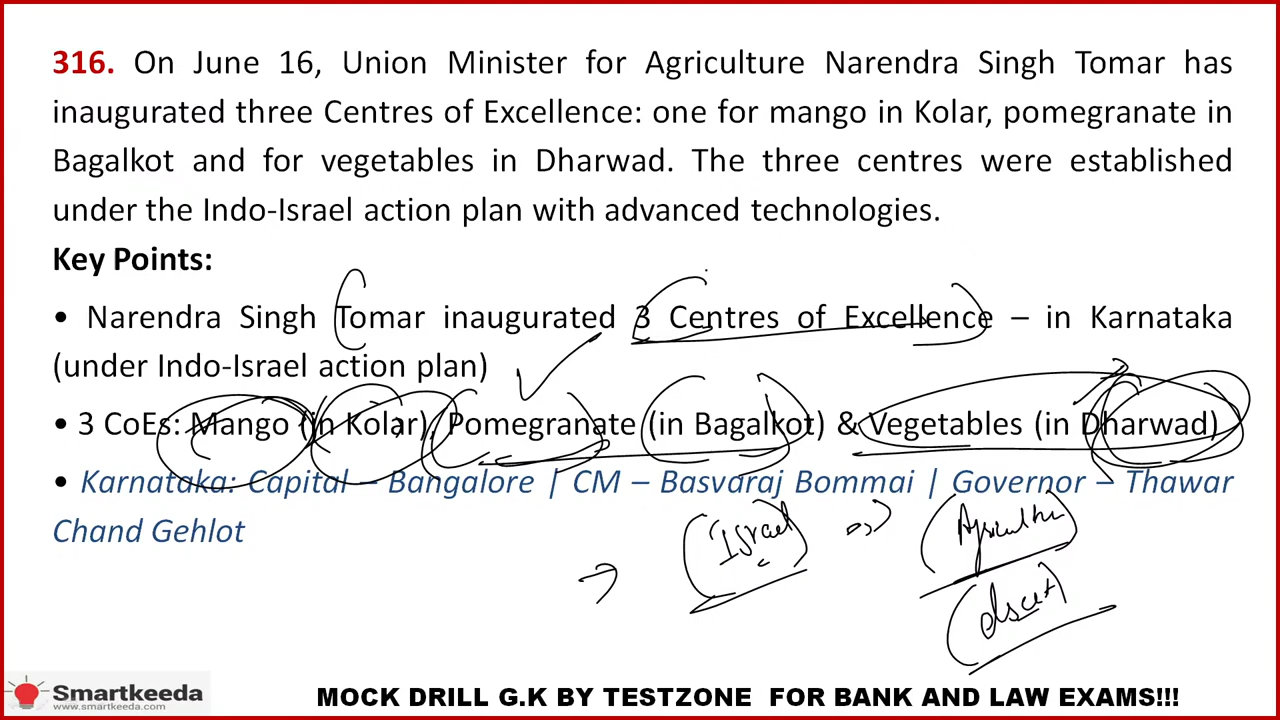 316. On June 16, Union Minister for Agriculture Narendra Singh Tomar has
inaugurated three Centres of Excellence: one for mango in Kolar, pomegranate in
Bagalkot and for vegetables in Dharwad. The three centres were established
under the Indo-Israel action plan with advanced technologies.
Key Points:
• Narendra Singh Tomar inaugurated 3 Centres of Excellence – in Karnataka
(under Indo-Israel action plan)
• 3 CoEs: Mango (in Kolar), Pomegranate (in Bagalkot) & Vegetables (in Dharwad)
• Karnataka: Capital – Bangalore | CM – Basvaraj Bommai | Governor – Thawar
Chand Gehlot
Israel
Smartkeeda
www.smartkeeda.com
MOCK DRILL G.K BY TESTZONE FOR BANK AND LAW EXAMS!!!